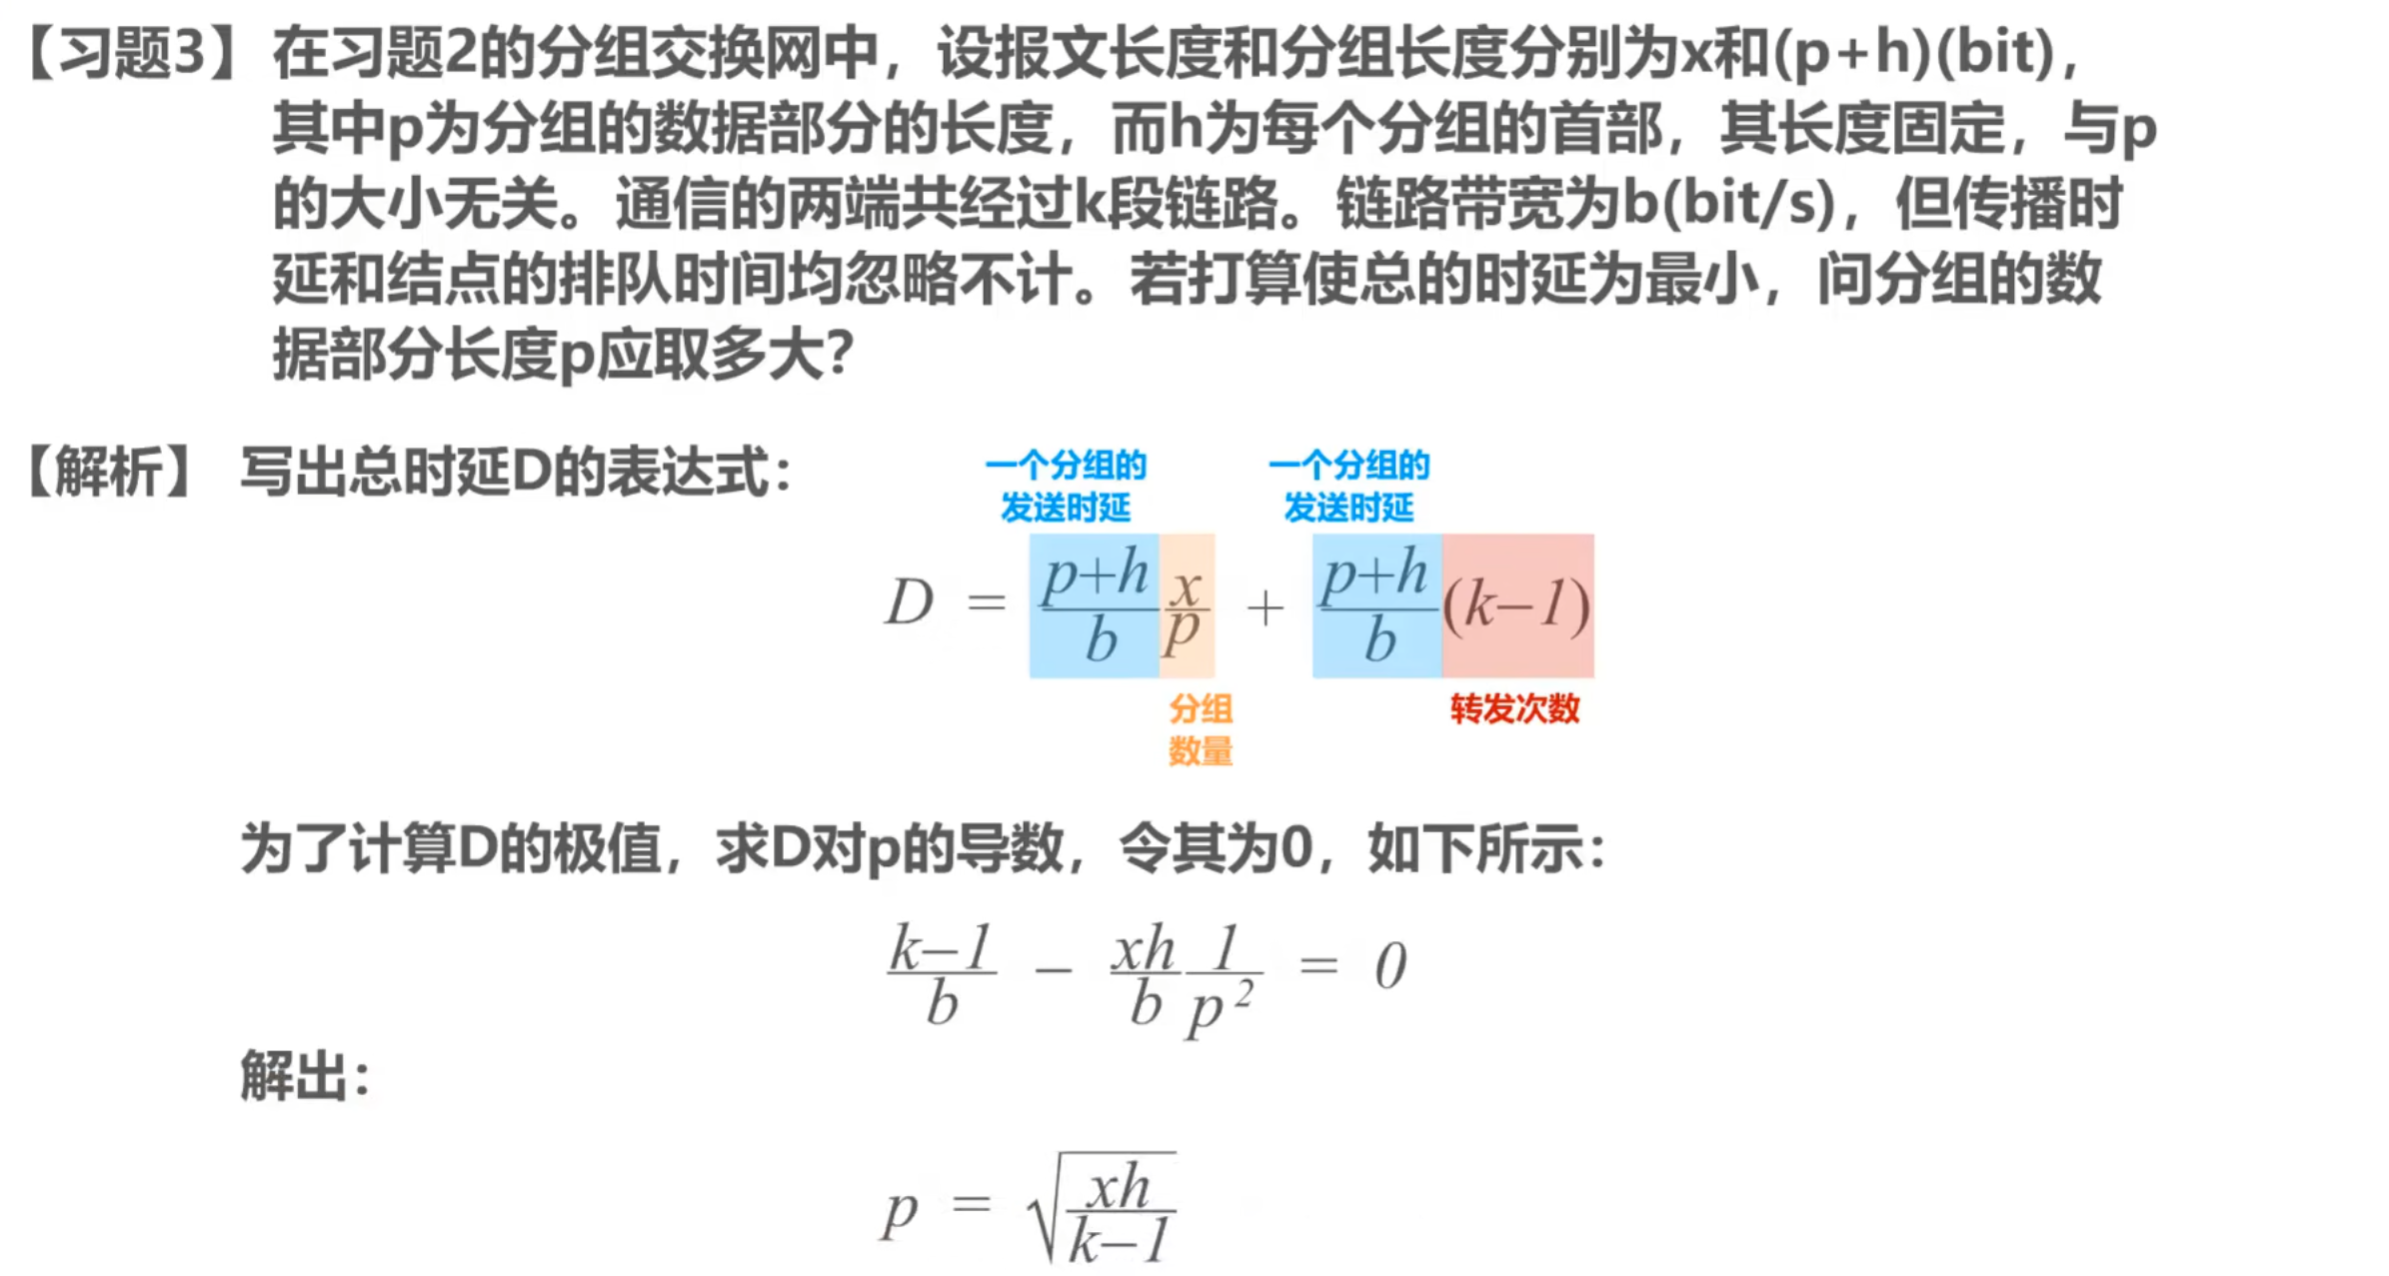 【习题3】在习题2的分组交换网中，设报文长度和分组长度分别为x和(p+h)(bit)，
其中p为分组的数据部分的长度，而h为每个分组的首部，其长度固定，与p
的大小无关。通信的两端共经过k段链路。链路带宽为b(bit/s)，但传播时
延和结点的排队时间均忽略不计。若打算使总的时延为最小，问分组的数
据部分长度p应取多大？
【解析】 写出总时延D的表达式：
一个分组的 一个分组的
发送时延 发送时延
D = \frac{p+h}{b}\frac{x}{p} + \frac{p+h}{b}(k-1)
分组 转发次数
数量
为了计算D的极值，求D对p的导数，令其为0，如下所示：
\frac{k-1}{b} - \frac{xh}{b}\frac{1}{p^2} = 0
解出：
p = \sqrt{\frac{xh}{k-1}}